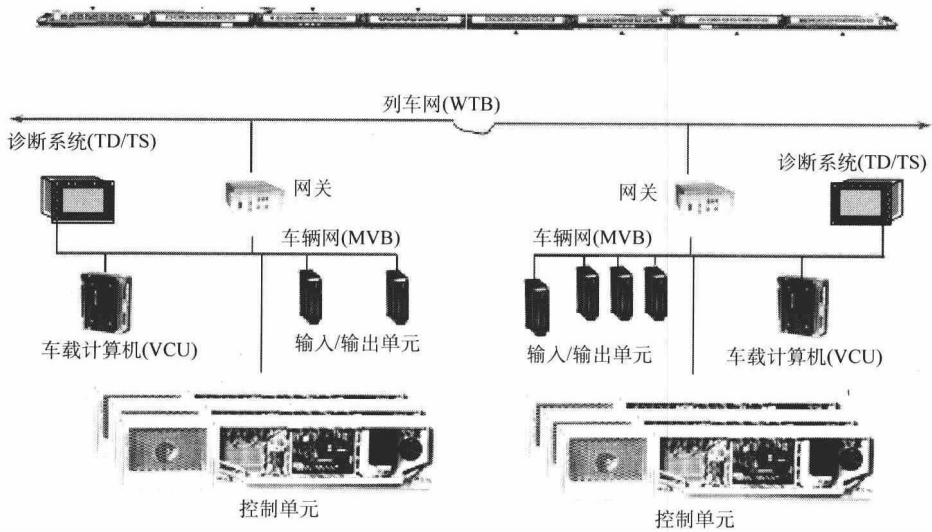 列车网(WTB)
诊断系统(TD/TS)
诊断系统(TD/TS)
网关
网关
车辆网(MVB)
车辆网(MVB)
车载计算机(VCU)
输入/输出单元
输入/输出单元
车载计算机(VCU)
控制单元
控制单元